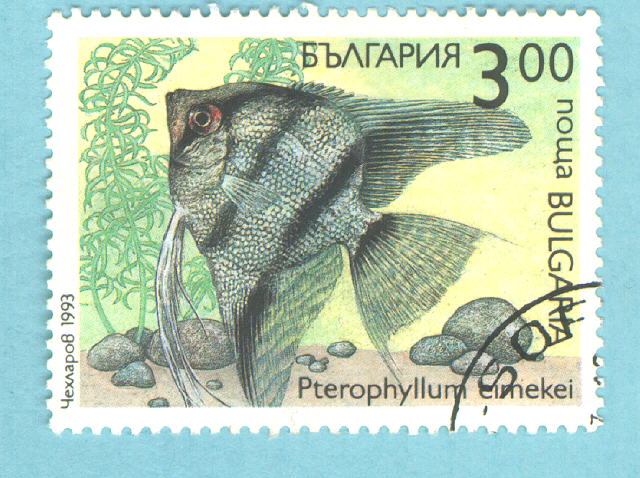 БЪЛГАРИЯ
3.00
поща BULGARIA
Pterophyllum eimekei
Чехларов 1993